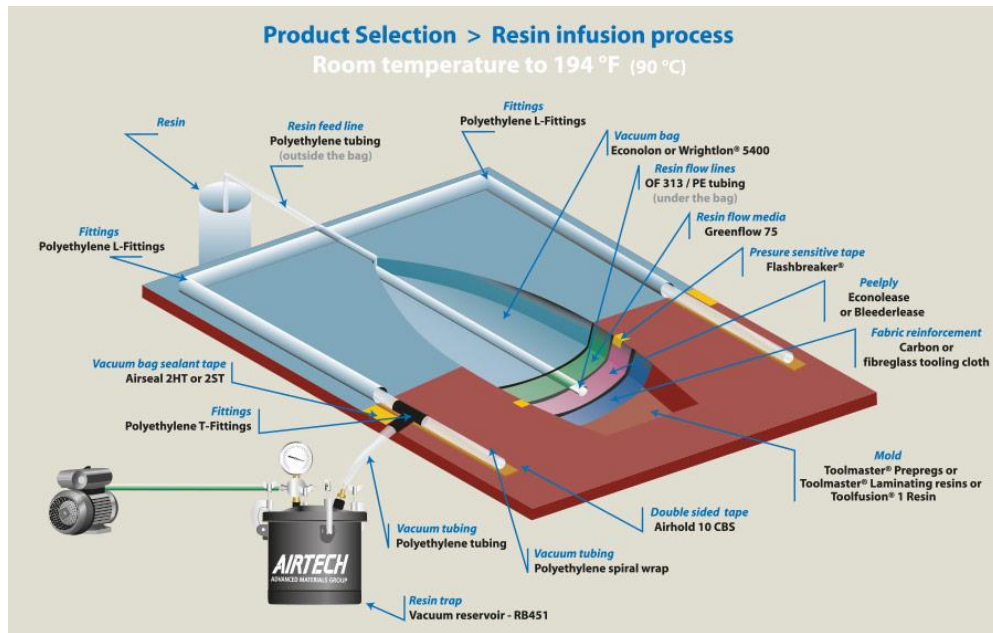 Product Selection > Resin infusion process
Room temperature to 194 °F (90 °C)
Resin
Resin feed line
Polyethylene tubing
(outside the bag)
Fittings
Polyethylene L-Fittings
Vacuum bag
Econolon or Wrightlon® 5400
Resin flow lines
OF 313 / PE tubing
(under the bag)
Resin flow media
Greenflow 75
Presure sensitive tape
Flashbreaker®
Peelply
Econolease
or Bleederlease
Fabric reinforcement
Carbon or
fibreglass tooling cloth
Fittings
Polyethylene L-Fittings
Vacuum bag sealant tape
Airseal 2HT or 2ST
Fittings
Polyethylene T-Fittings
Mold
Toolmaster® Prepregs or
Toolmaster® Laminating resins or
Toolfusion® 1 Resin
Double sided tape
Airhold 10 CBS
Vacuum tubing
Polyethylene tubing
Vacuum tubing
Polyethylene spiral wrap
AIRTECH
ADVANCED MATERIALS GROUP
Resin trap
Vacuum reservoir - RB451